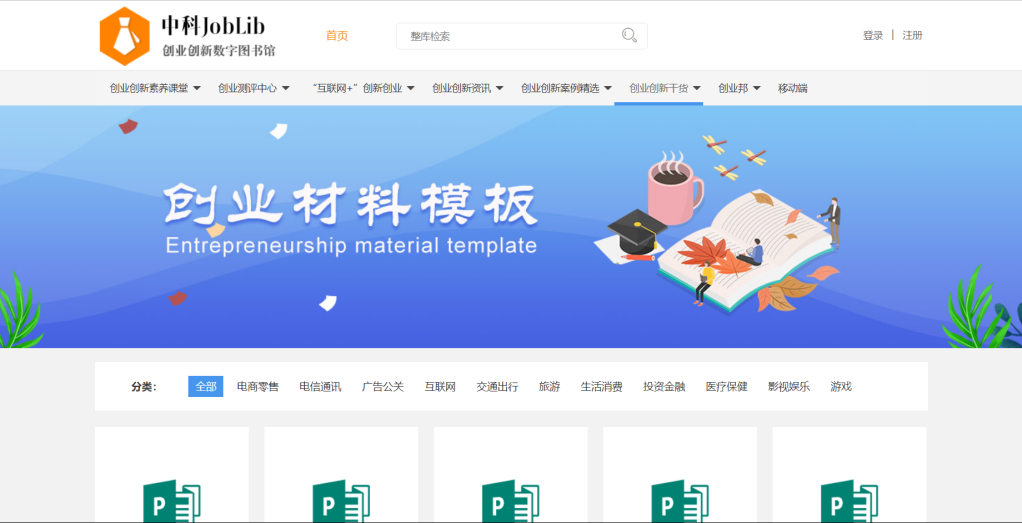 中科JobLib
创业创新数字图书馆
首页
整库检索
登录 | 注册
创业创新素养课堂 创业测评中心 "互联网+"创新创业 创业创新资讯 创业创新案例精选 创业创新干货 创业邦 移动端
创业材料模板
Entrepreneurship material template
分类： 全部 电商零售 电信通讯 广告公关 互联网 交通出行 旅游 生活消费 投资金融 医疗保健 影视娱乐 游戏
P P P P P